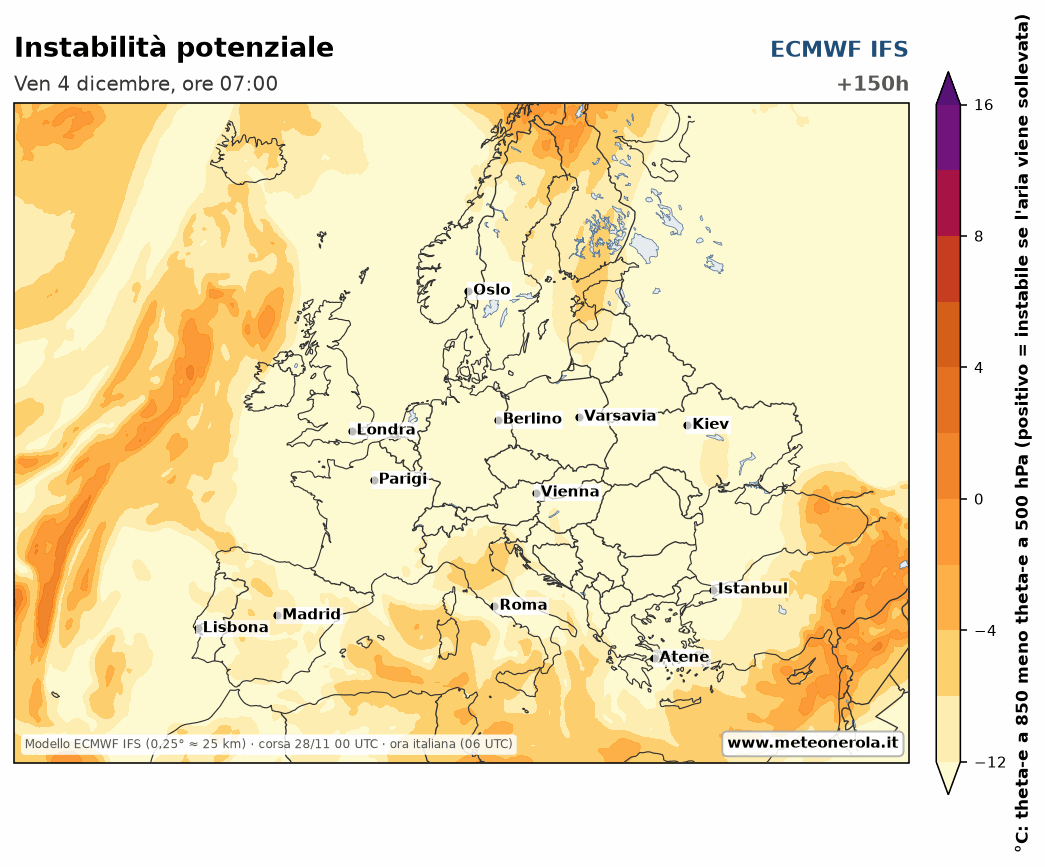 Instabilità potenziale
ECMWF IFS
Ven 4 dicembre, ore 07:00
+150h
Oslo
Londra
Berlino
Varsavia
Kiev
Parigi
Vienna
Madrid
Lisbona
Roma
Istanbul
Atene
Modello ECMWF IFS (0,25° ≈ 25 km) · corsa 28/11 00 UTC · ora italiana (06 UTC)
www.meteonerola.it
16
8
4
0
−4
−12
°C: theta-e a 850 meno theta-e a 500 hPa (positivo = instabile se l'aria viene sollevata)